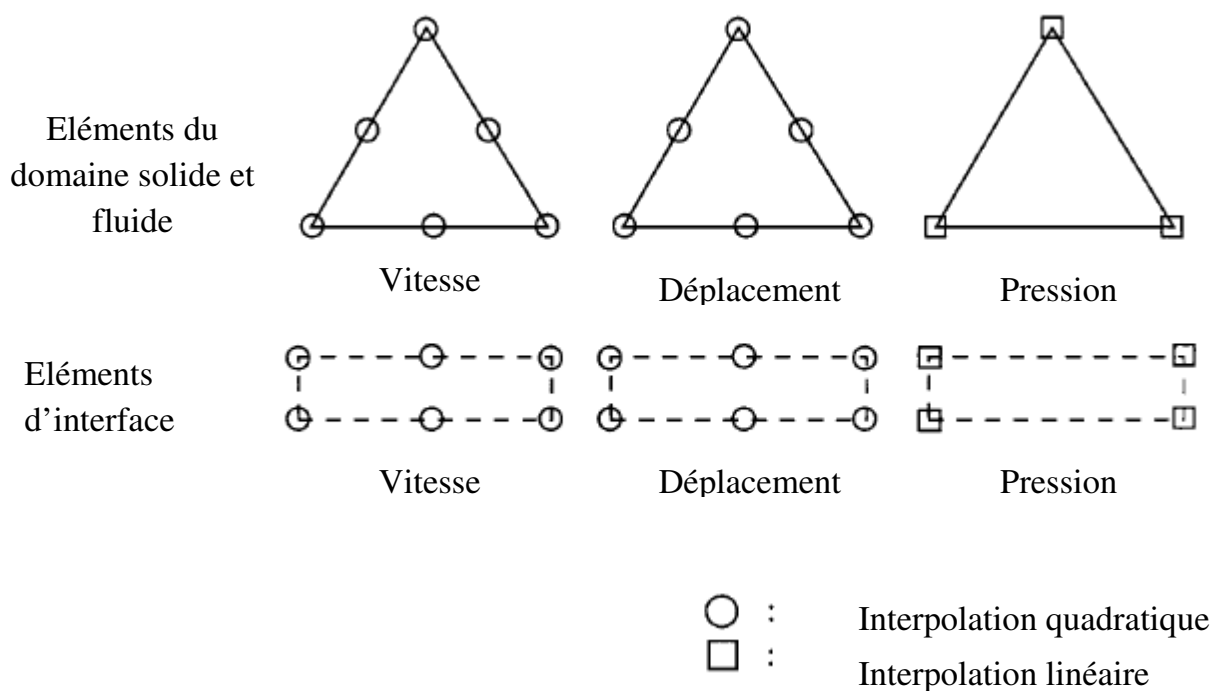 Eléments du
domaine solide et
fluide
Vitesse
Déplacement
Pression
Eléments
d'interface
Vitesse
Déplacement
Pression
: Interpolation quadratique
: Interpolation linéaire